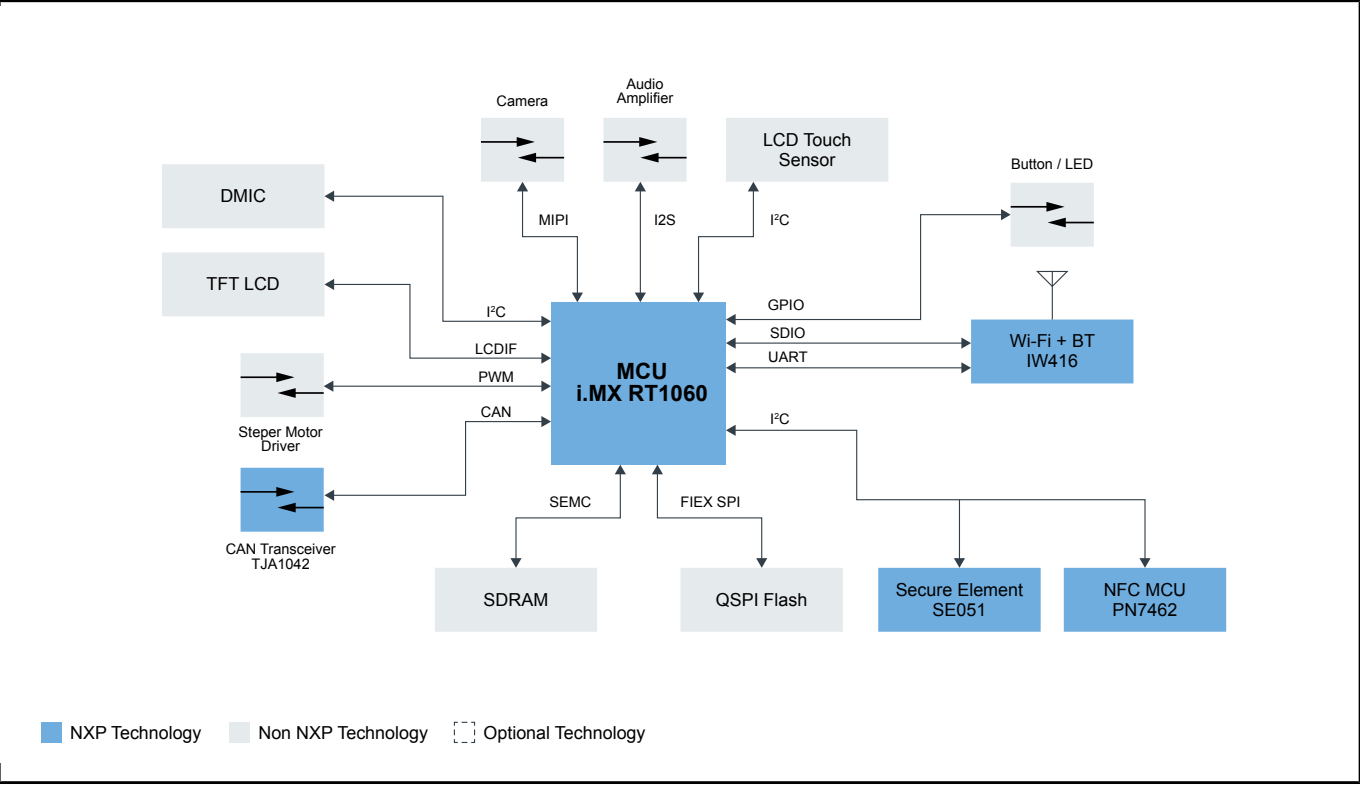 Camera
Audio
Amplifier
LCD Touch
Sensor
Button / LED
DMIC
MIPI
I2S
I²C
TFT LCD
GPIO
I²C
SDIO
Wi-Fi + BT
IW416
LCDIF
UART
MCU
i.MX RT1060
PWM
CAN
I²C
Steper Motor
Driver
SEMC
FIEX SPI
CAN Transceiver
TJA1042
SDRAM
QSPI Flash
Secure Element
SE051
NFC MCU
PN7462
NXP Technology
Non NXP Technology
Optional Technology